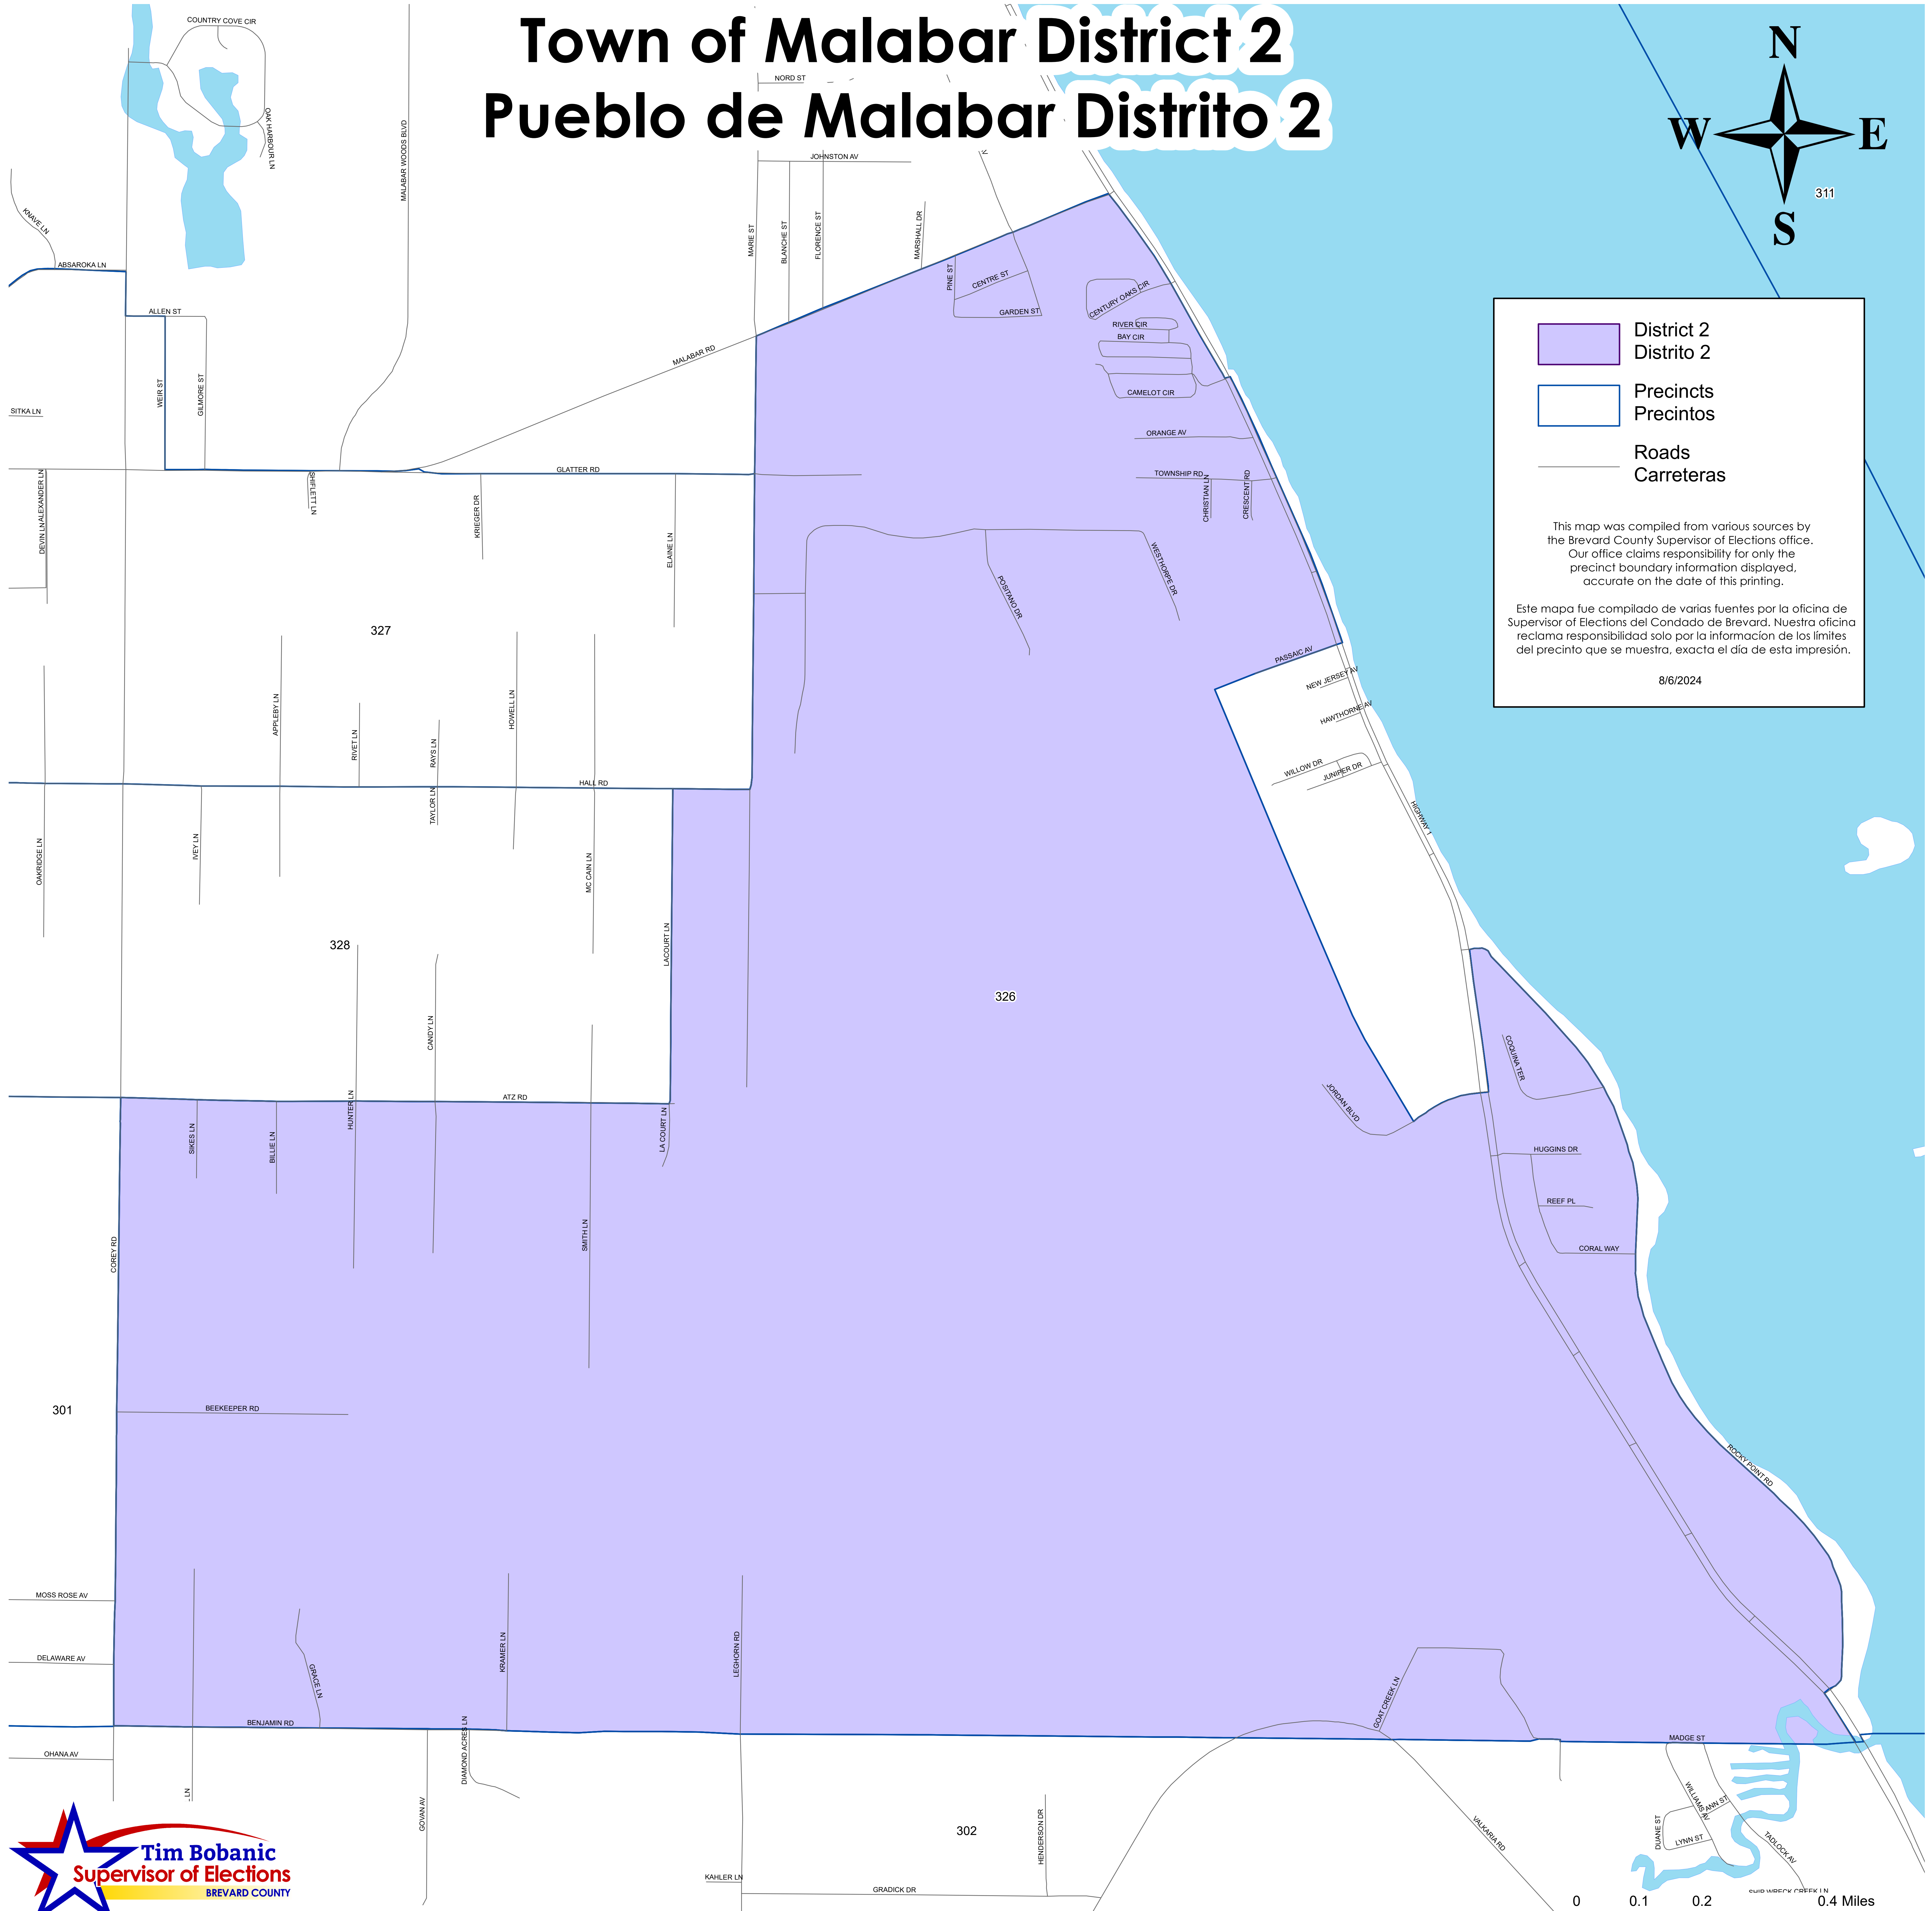 Town of Malabar District 2
Pueblo de Malabar Distrito 2
N
W
E
S
311
District 2
Distrito 2
Precincts
Precintos
Roads
Carreteras
This map was compiled from various sources by
the Brevard County Supervisor of Elections office.
Our office claims responsibility for only the
precinct boundary information displayed,
accurate on the date of this printing.
Este mapa fue compilado de varias fuentes por la oficina de
Supervisor of Elections del Condado de Brevard. Nuestra oficina
reclama responsibilidad solo por la informacíon de los límites
del precinto que se muestra, exacta el día de esta impresión.
8/6/2024
COUNTRY COVE CIR
OAK HARBOUR LN
MALABAR WOODS BLVD
KNAVE LN
ABSAROKA LN
ALLEN ST
WEIR ST
GILMORE ST
SITKA LN
NORD ST
JOHNSTON AV
MARIE ST
BLANCHE ST
FLORENCE ST
MARSHALL DR
PINE ST
CENTRE ST
GARDEN ST
CENTURY OAKS CIR
RIVER CIR
BAY CIR
CAMELOT CIR
ORANGE AV
TOWNSHIP RD
CHRISTIAN LN
CRESCENT RD
MALABAR RD
GLATTER RD
ALEXANDER LN
DEVIN LN
SHIFLETT LN
KRIEGER DR
ELAINE LN
POSITANO DR
WESTHORPE DR
327
PASSAIC AV
NEW JERSEY AV
HAWTHORNE AV
WILLOW DR
JUNIPER DR
HIGHWAY 1
APPLEBY LN
RIVET LN
RAYS LN
HOWELL LN
HALL RD
OAKRIDGE LN
IVEY LN
TAYLOR LN
MC CAIN LN
LACOURT LN
328
326
CANDY LN
HUNTER LN
ATZ RD
SIKES LN
BILLIE LN
LA COURT LN
SMITH LN
JORDAN BLVD
COQUINA TER
HUGGINS DR
REEF PL
CORAL WAY
COREY RD
301
BEEKEEPER RD
ROCKY POINT RD
MOSS ROSE AV
DELAWARE AV
OHANA AV
GRACE LN
KRAMER LN
LEGHORN RD
GOAT CREEK LN
BENJAMIN RD
DIAMOND ACRES LN
MADGE ST
LN
GOVAN AV
302
HENDERSON DR
KAHLER LN
GRADICK DR
VALKARIA RD
WILLIAMS AV
ANN ST
DUANE ST
LYNN ST
TADLOCK AV
SHIP WRECK CREEK LN
Tim Bobanic
Supervisor of Elections
BREVARD COUNTY
0 0.1 0.2 0.4 Miles